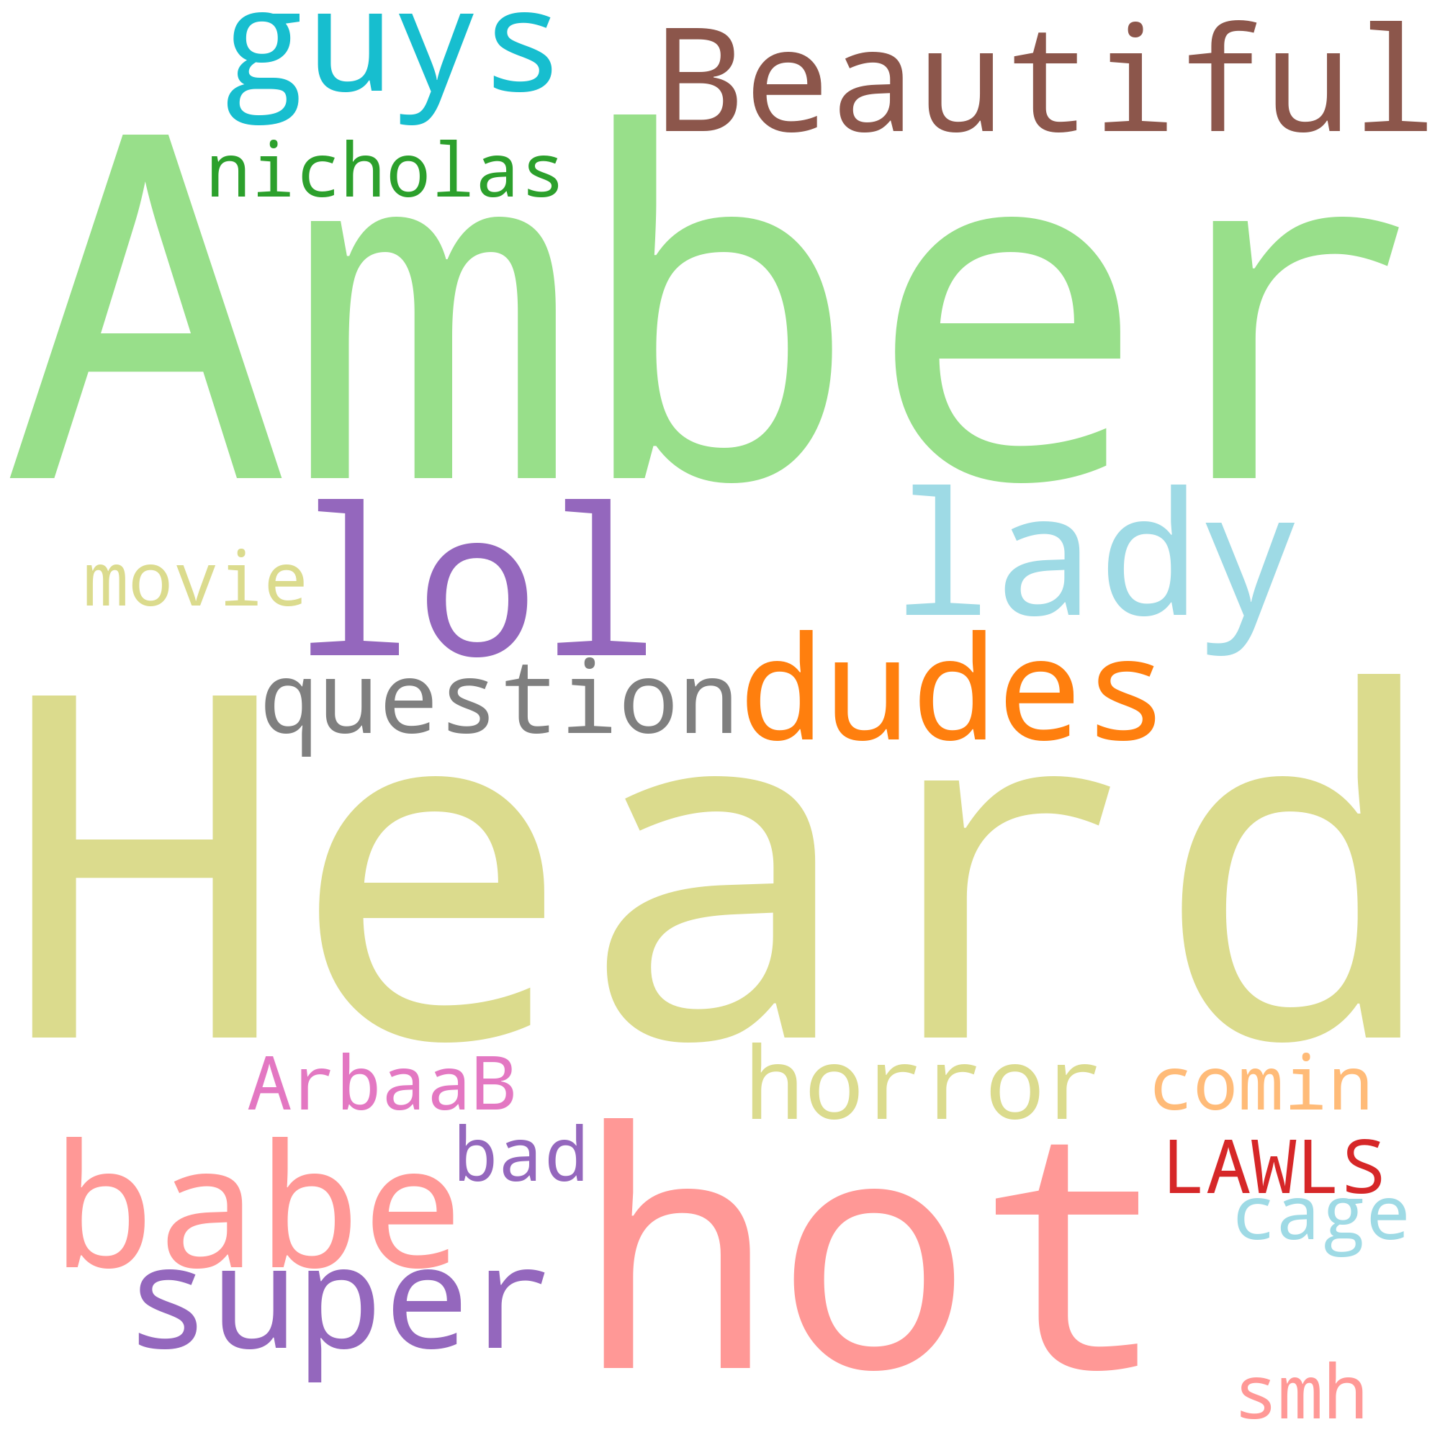 guys
Beautiful
nicholas
Amber
lol
lady
movie
question
dudes
Heard
ArbaaB
horror
comin
babe
bad
hot
LAWLS
cage
super
smh